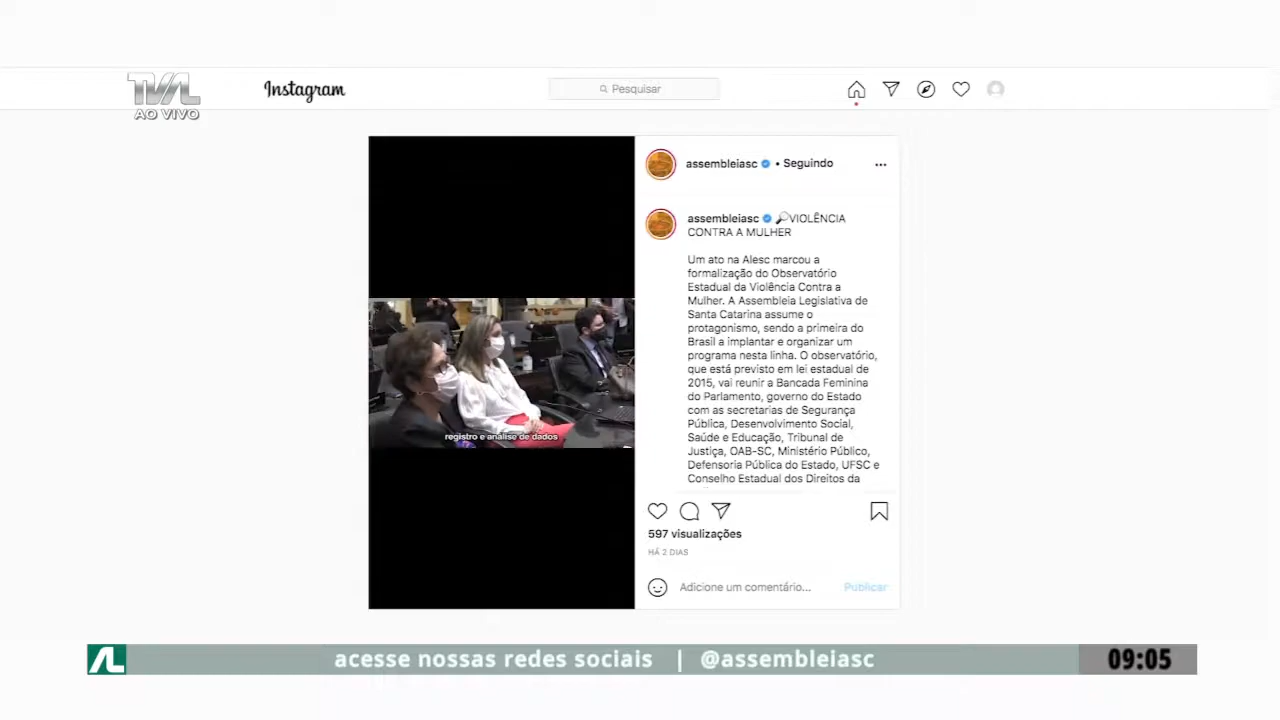 TVAL
AO VIVO
Instagram
Pesquisar
assembleiasc • Seguindo
assembleiasc 🔎VIOLÊNCIA
CONTRA A MULHER
Um ato na Alesc marcou a
formalização do Observatório
Estadual da Violência Contra a
Mulher. A Assembleia Legislativa de
Santa Catarina assume o
protagonismo, sendo a primeira do
Brasil a implantar e organizar um
programa nesta linha. O observatório,
que está previsto em lei estadual de
2015, vai reunir a Bancada Feminina
do Parlamento, governo do Estado
com as secretarias de Segurança
Pública, Desenvolvimento Social,
Saúde e Educação, Tribunal de
Justiça, OAB-SC, Ministério Público,
Defensoria Pública do Estado, UFSC e
Conselho Estadual dos Direitos da
registro e análise de dados
597 visualizações
HÁ 2 DIAS
Adicione um comentário...
Publicar
AL
acesse nossas redes sociais | @assembleiasc
09:05